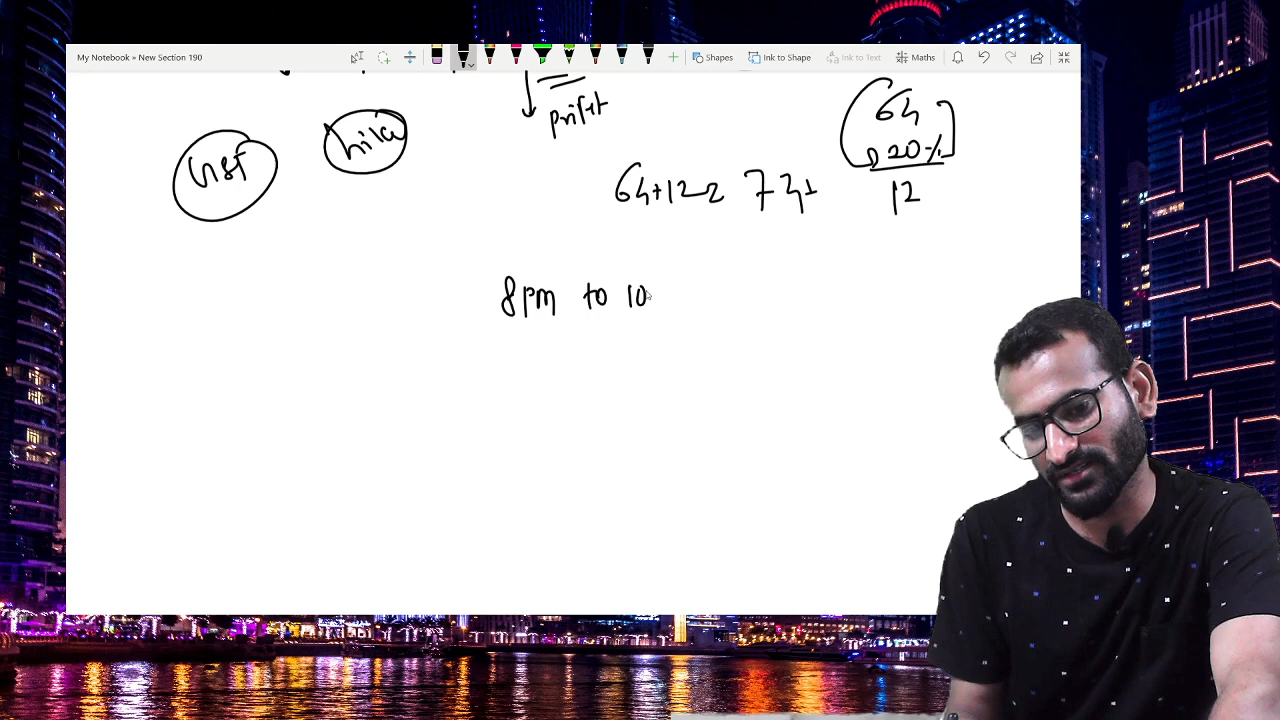 My Notebook » New Section 190
Shapes
Ink to Shape
Ink to Text
Maths
profit
64
20%
12
GST
64+12=
8pm to 10